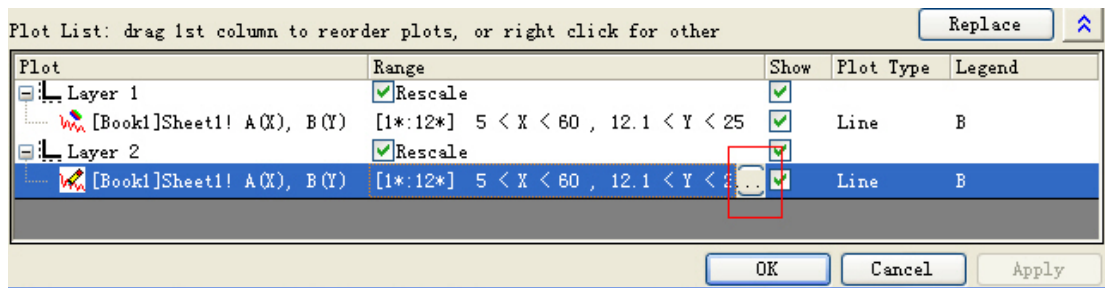 Plot List: drag 1st column to reorder plots, or right click for other Replace
Plot Range Show Plot Type Legend
Layer 1 Rescale
[Book1]Sheet1! A(X), B(Y) [1*:12*] 5 < X < 60 , 12.1 < Y < 25 Line B
Layer 2 Rescale
[Book1]Sheet1! A(X), B(Y) [1*:12*] 5 < X < 60 , 12.1 < Y < 2 ... Line B
OK Cancel Apply